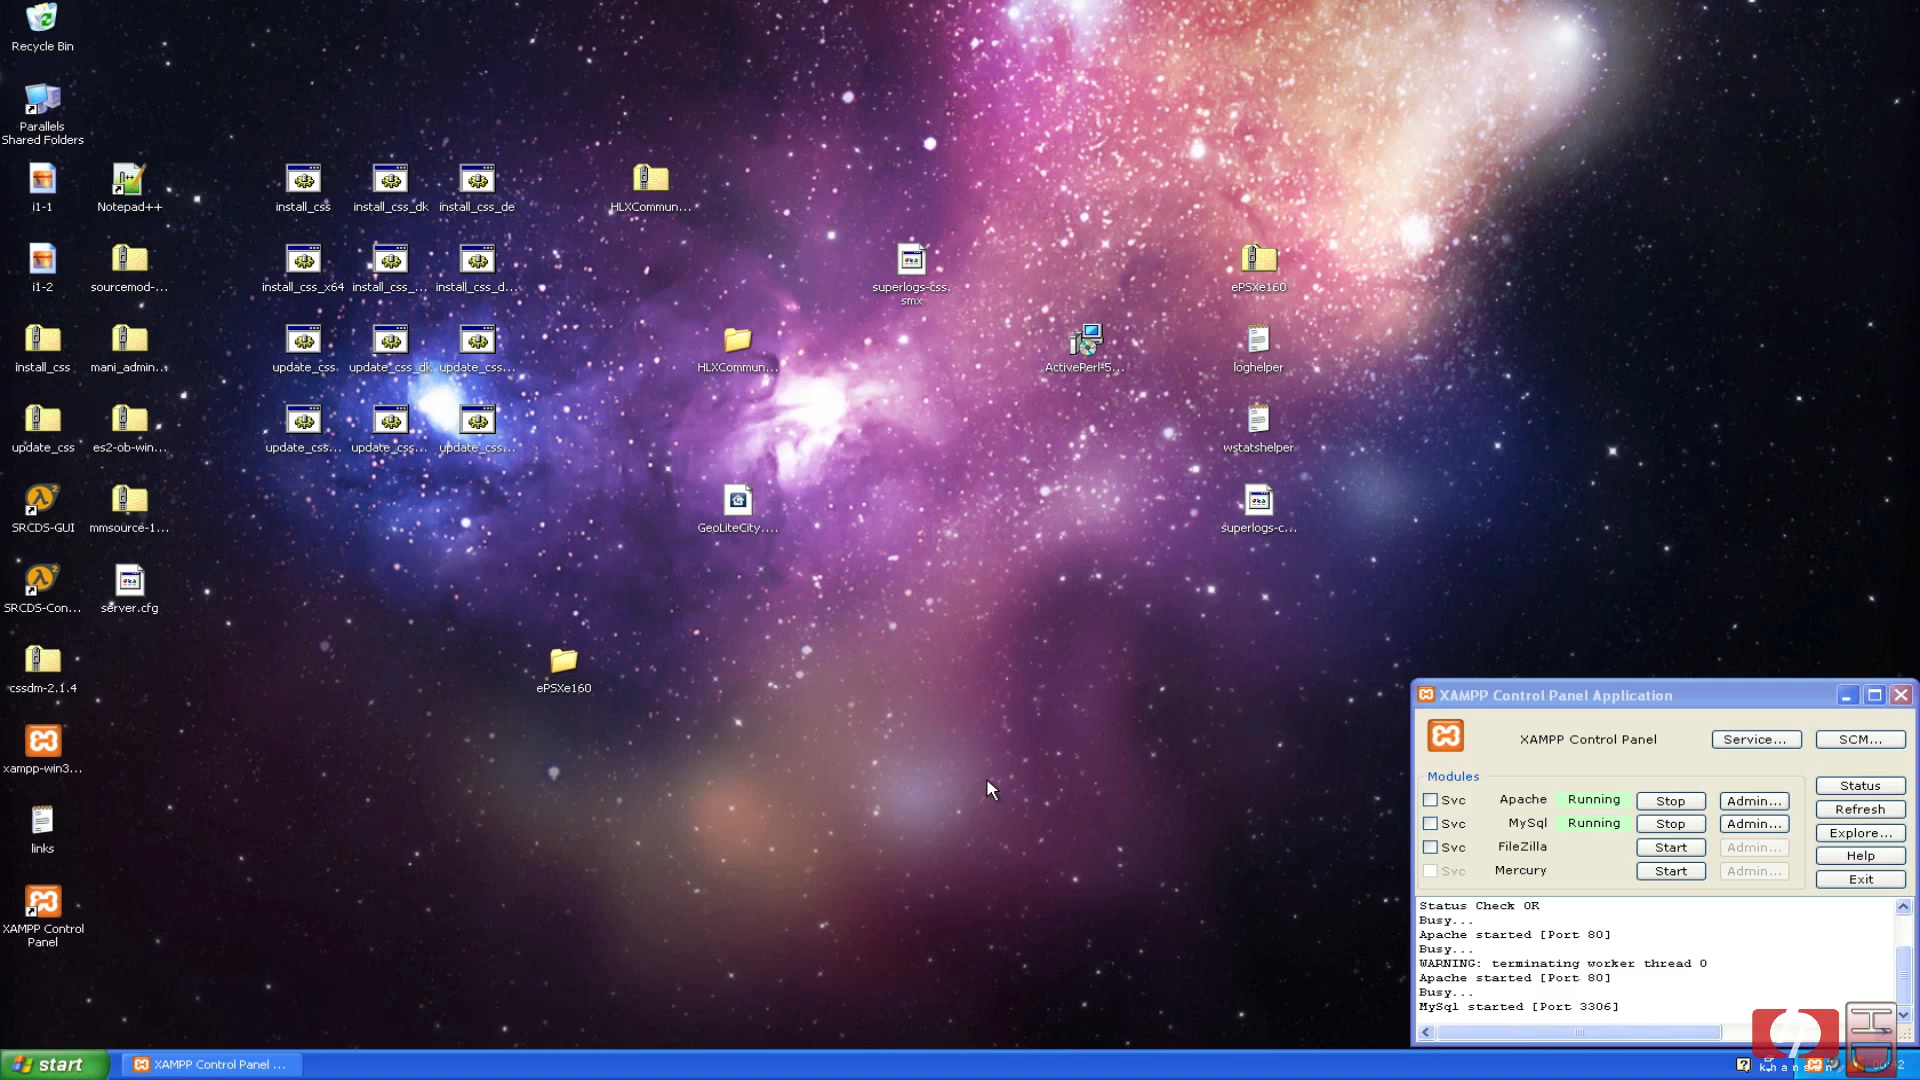 Recycle Bin
Parallels
Shared Folders
i1-1
Notepad++
install_css
install_css_dk
install_css_de
HLXCommun...
i1-2
sourcemod-...
install_css_x64
install_css_...
install_css_d...
superlogs-css.
smx
ePSXe160
install_css
mani_admin...
update_css
update_css_dk
update_css...
HLXCommun...
ActivePerl-5...
loghelper
update_css
es2-ob-win...
update_css...
update_css...
update_css...
wstatshelper
SRCDS-GUI
mmsource-1...
GeoLiteCity....
superlogs-c...
SRCDS-Con...
server.cfg
cssdm-2.1.4
ePSXe160
xampp-win3...
links
XAMPP Control
Panel
XAMPP Control Panel Application
XAMPP Control Panel
Service...
SCM...
Modules
Svc Apache Running Stop Admin...
Svc MySql Running Stop Admin...
Svc FileZilla Start Admin...
Svc Mercury Start Admin...
Status
Refresh
Explore...
Help
Exit
Status Check OR
Busy...
Apache started [Port 80]
Busy...
WARNING: terminating worker thread 0
Apache started [Port 80]
Busy...
MySql started [Port 3306]
start
XAMPP Control Panel ...